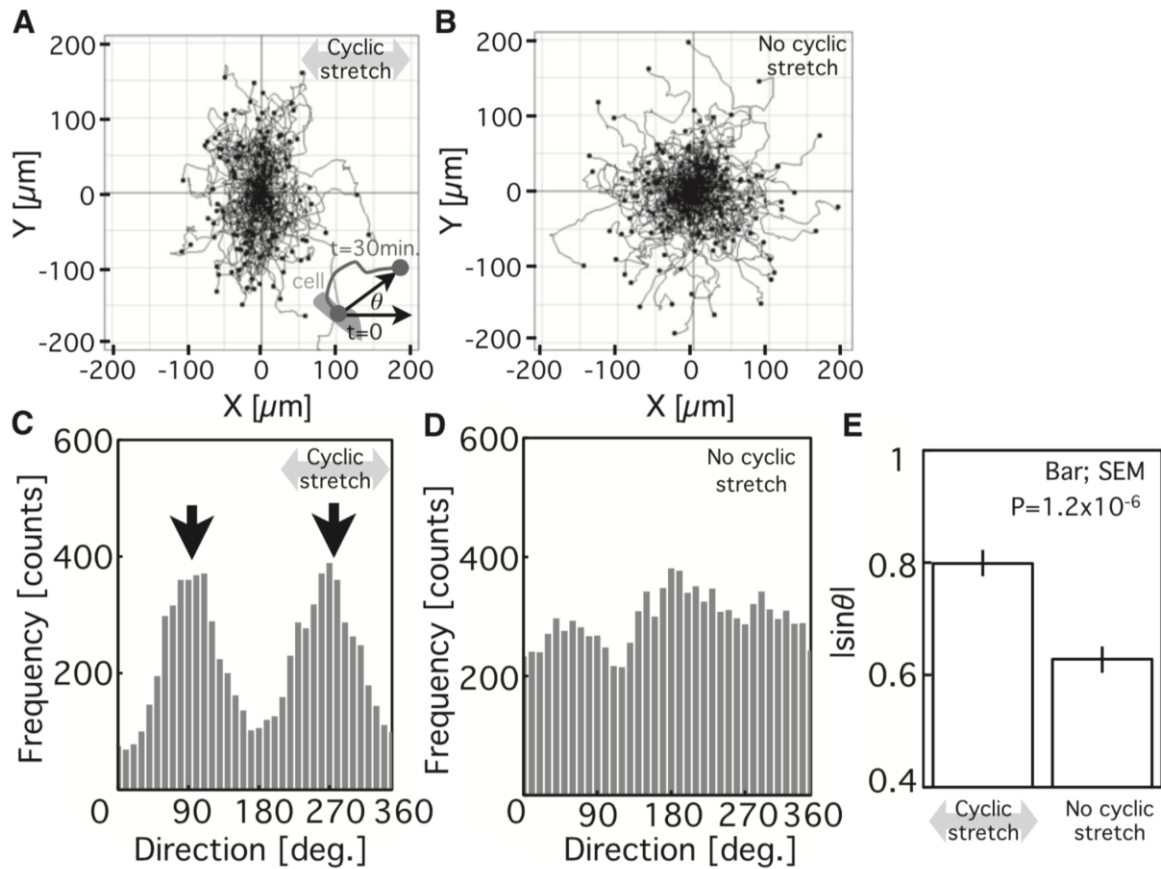 A
200
100
0
-100
-200
Y [µm]
Cyclic
stretch
t=30min.
cell
θ
t=0
-200 -100 0 100 200
X [µm]
B
200
100
0
-100
-200
Y [µm]
No cyclic
stretch
-200 -100 0 100 200
X [µm]
C
600
400
200
0
Frequency [counts]
Cyclic
stretch
90 180 270 360
Direction [deg.]
D
600
400
200
0
Frequency [counts]
No cyclic
stretch
90 180 270 360
Direction [deg.]
E
1
0.8
0.6
0.4
|sinθ|
Bar; SEM
P=1.2x10⁻⁶
Cyclic
stretch
No cyclic
stretch